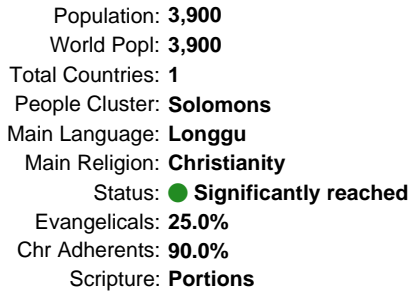 Population: 3,900
World Popl: 3,900
Total Countries: 1
People Cluster: Solomons
Main Language: Longgu
Main Religion: Christianity
Status: Significantly reached
Evangelicals: 25.0%
Chr Adherents: 90.0%
Scripture: Portions